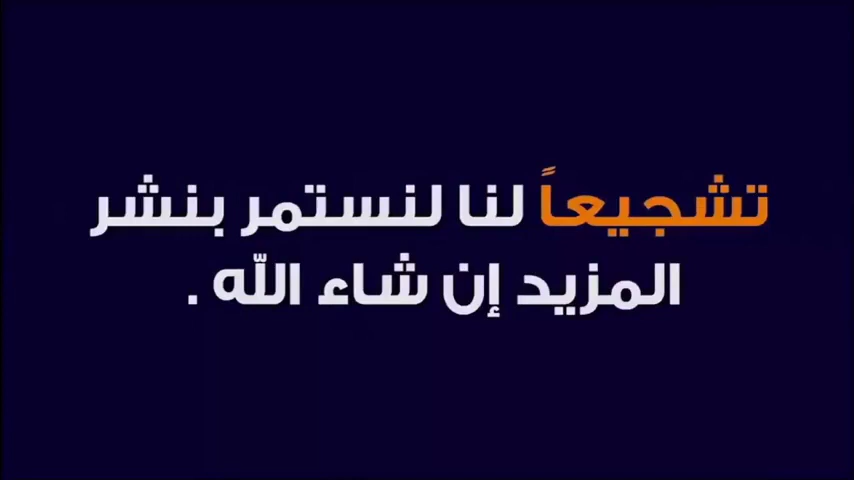 تشجيعاً لنا لنستمر بنشر
المزيد إن شاء الله .